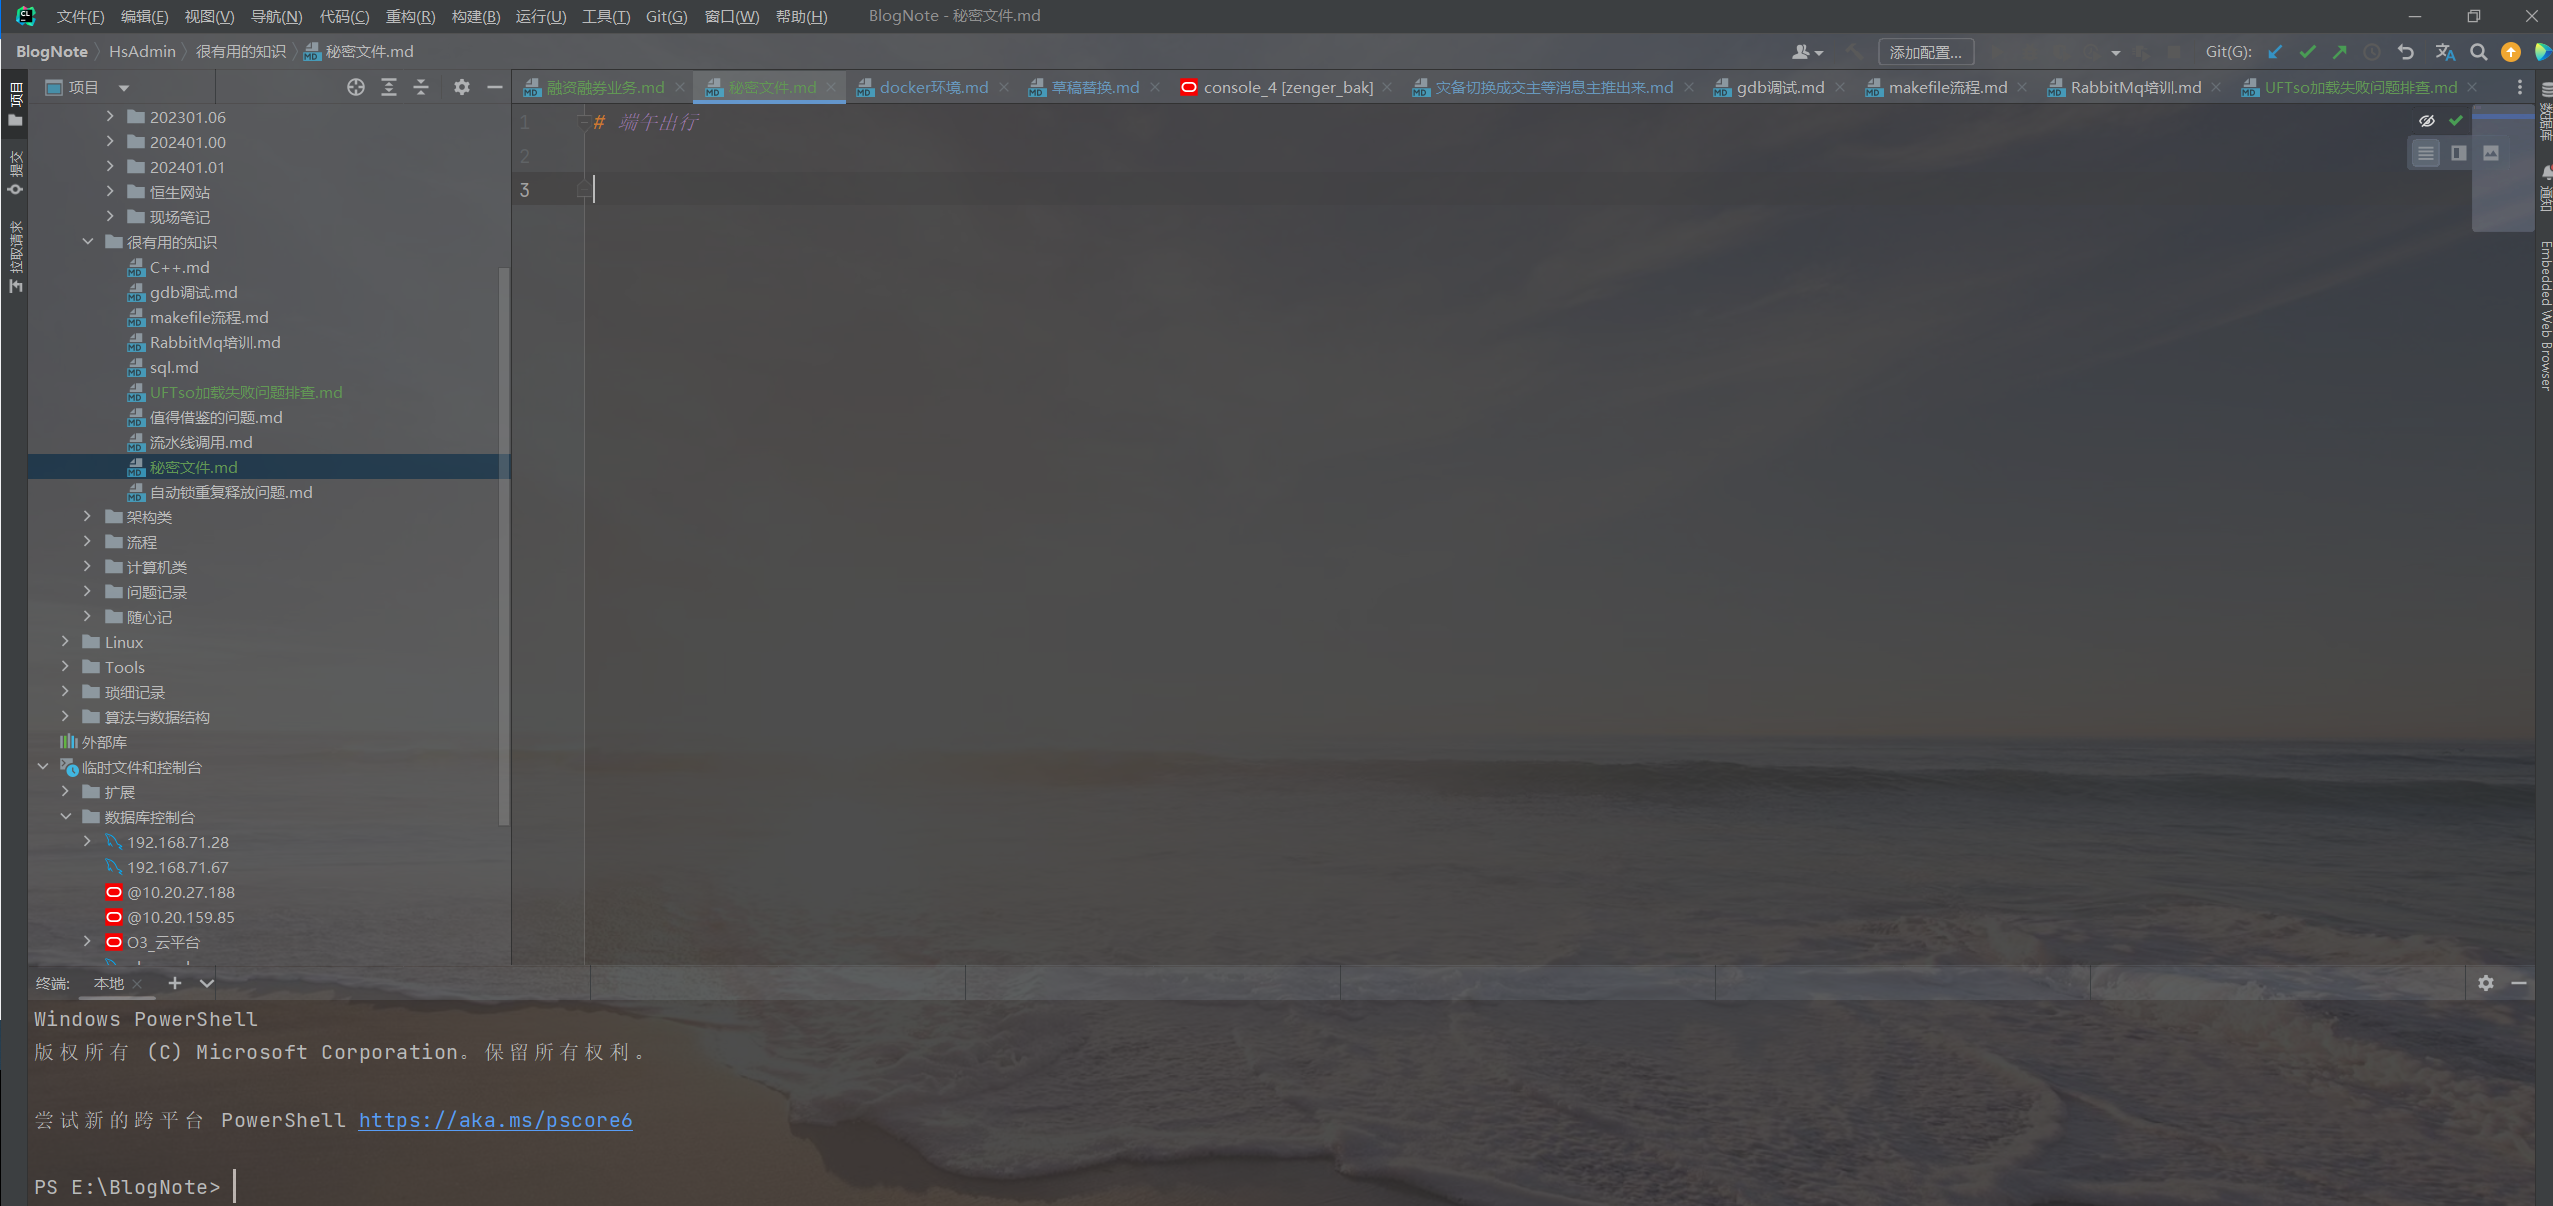 文件(F) 编辑(E) 视图(V) 导航(N) 代码(C) 重构(R) 构建(B) 运行(U) 工具(T) Git(G) 窗口(W) 帮助(H) BlogNote - 秘密文件.md
BlogNote HsAdmin 很有用的知识 秘密文件.md 添加配置... Git(G):
项目
融资融券业务.md 秘密文件.md docker环境.md 草稿替换.md console_4 [zenger_bak] 灾备切换成交主等消息主推出来.md gdb调试.md makefile流程.md RabbitMq培训.md UFTso加载失败问题排查.md
项目
提交
拉取请求
202301.06
202401.00
202401.01
恒生网站
现场笔记
很有用的知识
C++.md
gdb调试.md
makefile流程.md
RabbitMq培训.md
sql.md
UFTso加载失败问题排查.md
值得借鉴的问题.md
流水线调用.md
秘密文件.md
自动锁重复释放问题.md
架构类
流程
计算机类
问题记录
随心记
Linux
Tools
琐细记录
算法与数据结构
外部库
临时文件和控制台
扩展
数据库控制台
192.168.71.28
192.168.71.67
@10.20.27.188
@10.20.159.85
O3_云平台
1 # 端午出行
2
3
数据库
通知
Embedded Web Browser
终端: 本地
Windows PowerShell
版权所有 (C) Microsoft Corporation。保留所有权利。
尝试新的跨平台 PowerShell https://aka.ms/pscore6
PS E:\BlogNote>